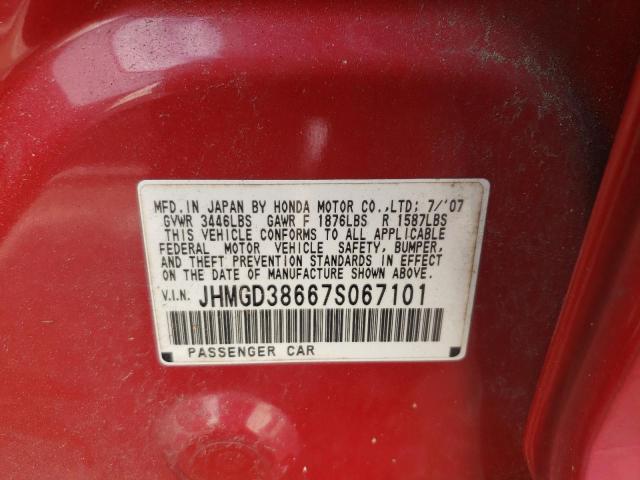 MFD.IN JAPAN BY HONDA MOTOR CO.,LTD; 7/'07
GVWR 3446LBS GAWR F 1876LBS R 1587LBS
THIS VEHICLE CONFORMS TO ALL APPLICABLE
FEDERAL MOTOR VEHICLE SAFETY, BUMPER,
AND THEFT PREVENTION STANDARDS IN EFFECT
ON THE DATE OF MANUFACTURE SHOWN ABOVE.
V.I.N. JHMGD38667S067101
PASSENGER CAR